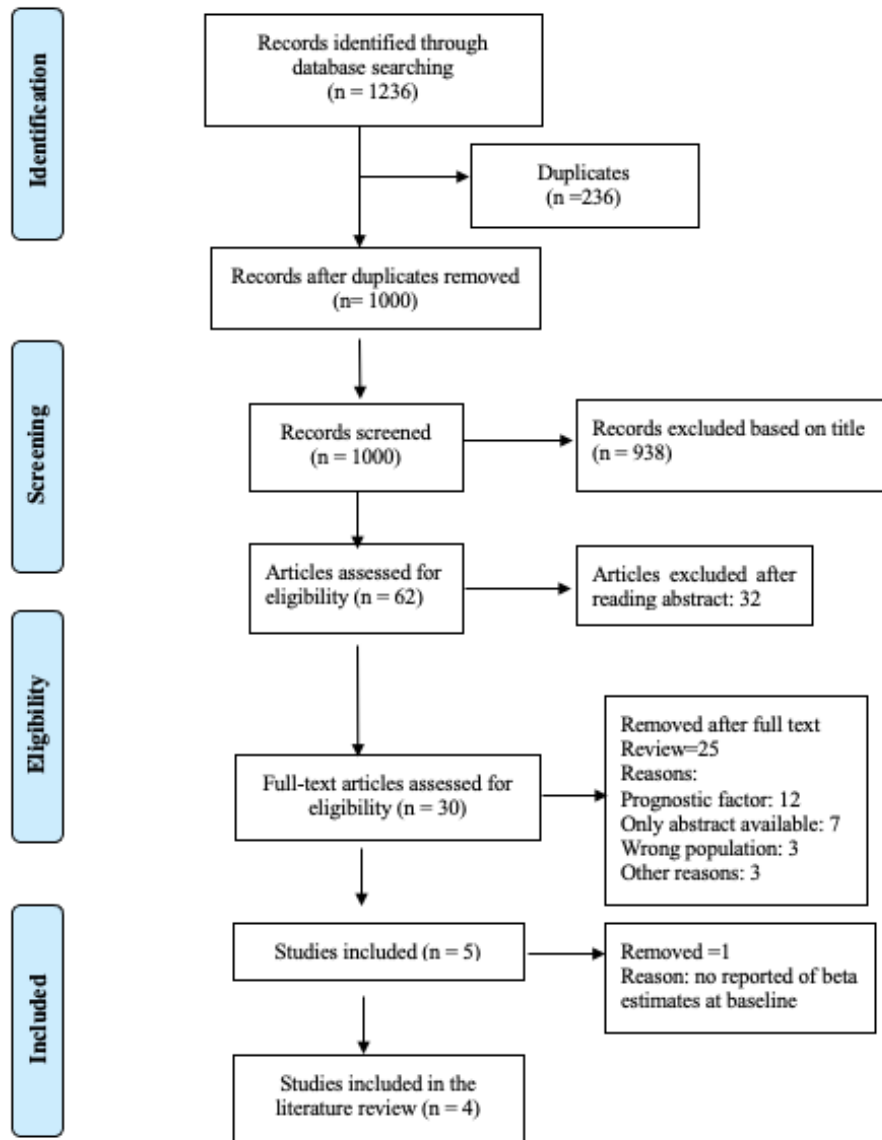 Identification
Records identified through
database searching
(n = 1236)
Duplicates
(n =236)
Records after duplicates removed
(n= 1000)
Screening
Records screened
(n = 1000)
Records excluded based on title
(n = 938)
Articles assessed for
eligibility (n = 62)
Articles excluded after
reading abstract: 32
Eligibility
Full-text articles assessed for
eligibility (n = 30)
Removed after full text
Review=25
Reasons:
Prognostic factor: 12
Only abstract available: 7
Wrong population: 3
Other reasons: 3
Included
Studies included (n = 5)
Removed =1
Reason: no reported of beta
estimates at baseline
Studies included in the
literature review (n = 4)